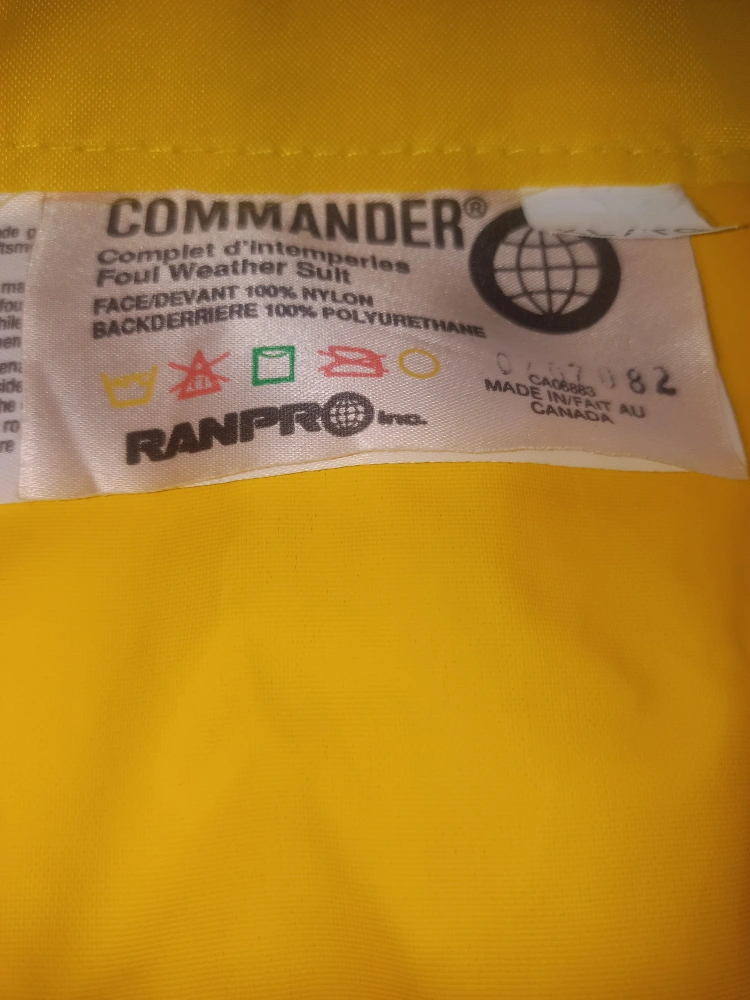 COMMANDER®
Complet d'intemperies
Foul Weather Suit
FACE/DEVANT 100% NYLON
BACKDERRIERE 100% POLYURETHANE
82
CA06883
MADE IN/FAIT AU
CANADA
RANPRO Inc.